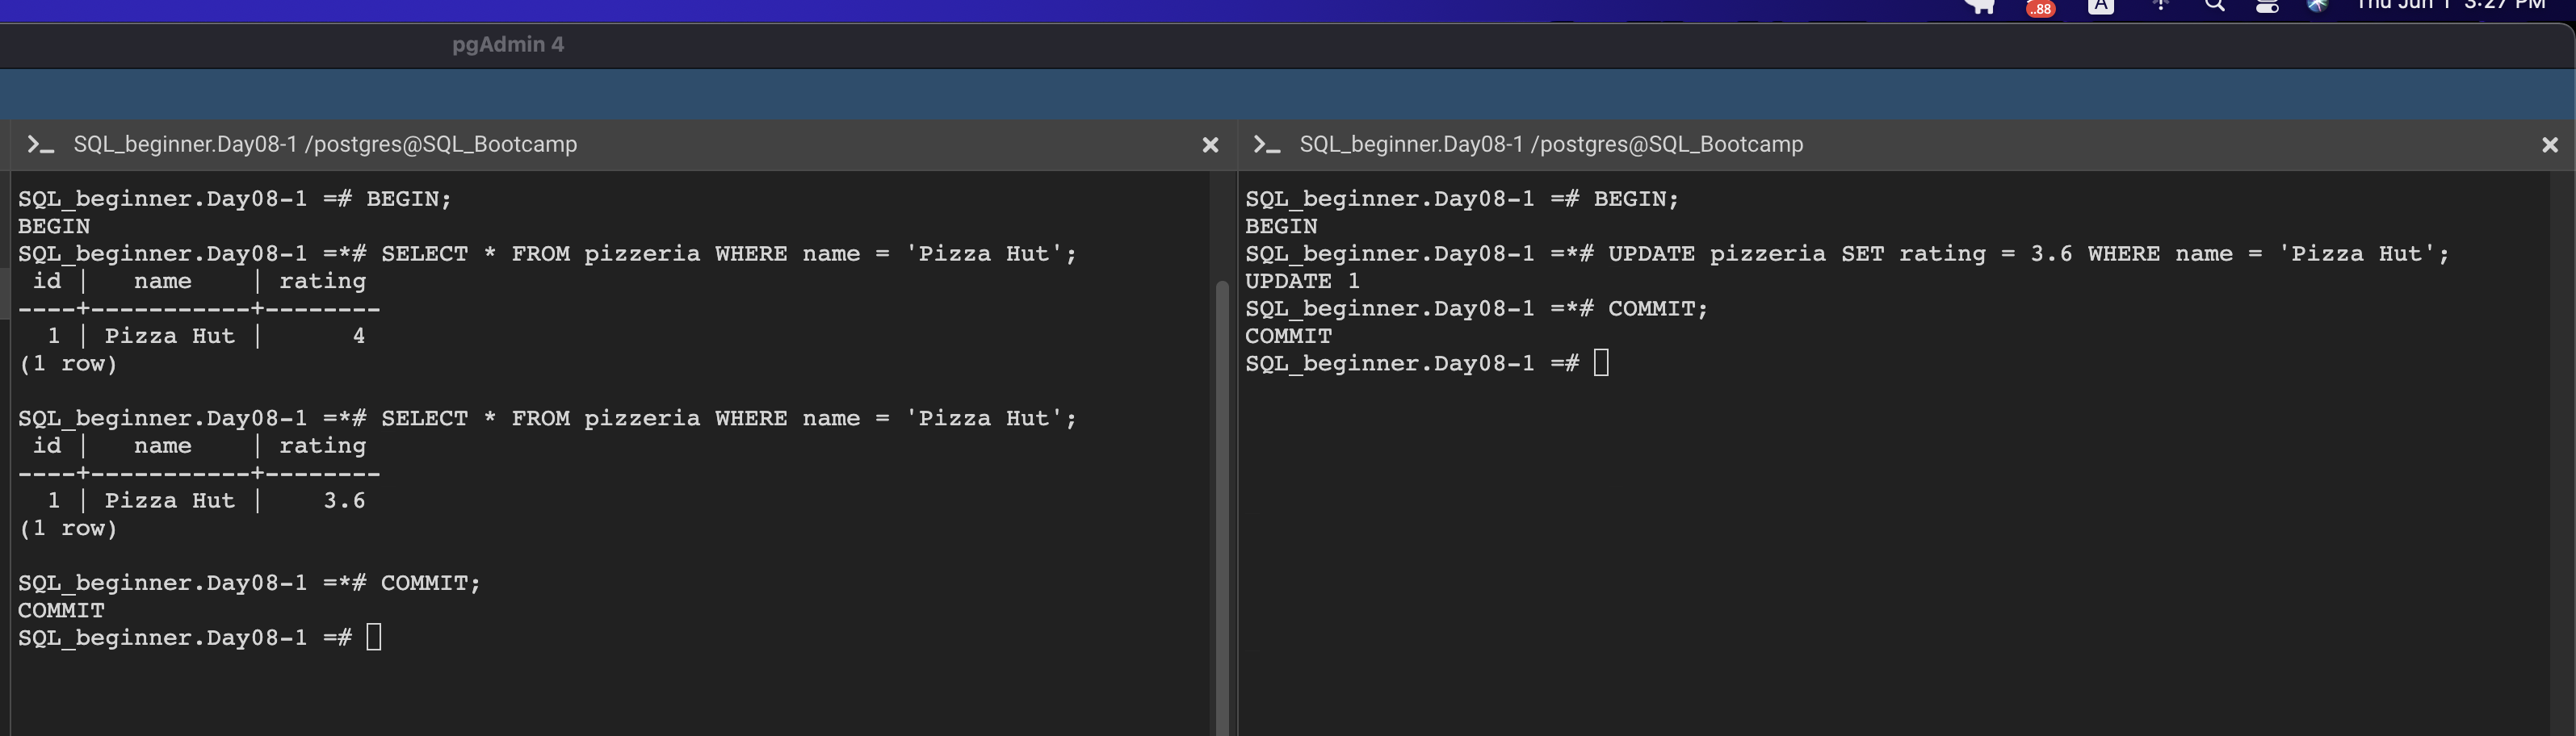 ..88
A
Thu Jun 1 3:27 PM
pgAdmin 4
SQL_beginner.Day08-1 /postgres@SQL_Bootcamp
SQL_beginner.Day08-1 =# BEGIN;
BEGIN
SQL_beginner.Day08-1 =*# SELECT * FROM pizzeria WHERE name = 'Pizza Hut';
 id |   name    | rating
----+-----------+--------
  1 | Pizza Hut |      4
(1 row)
SQL_beginner.Day08-1 =*# SELECT * FROM pizzeria WHERE name = 'Pizza Hut';
 id |   name    | rating
----+-----------+--------
  1 | Pizza Hut |    3.6
(1 row)
SQL_beginner.Day08-1 =*# COMMIT;
COMMIT
SQL_beginner.Day08-1 =#
SQL_beginner.Day08-1 /postgres@SQL_Bootcamp
SQL_beginner.Day08-1 =# BEGIN;
BEGIN
SQL_beginner.Day08-1 =*# UPDATE pizzeria SET rating = 3.6 WHERE name = 'Pizza Hut';
UPDATE 1
SQL_beginner.Day08-1 =*# COMMIT;
COMMIT
SQL_beginner.Day08-1 =#